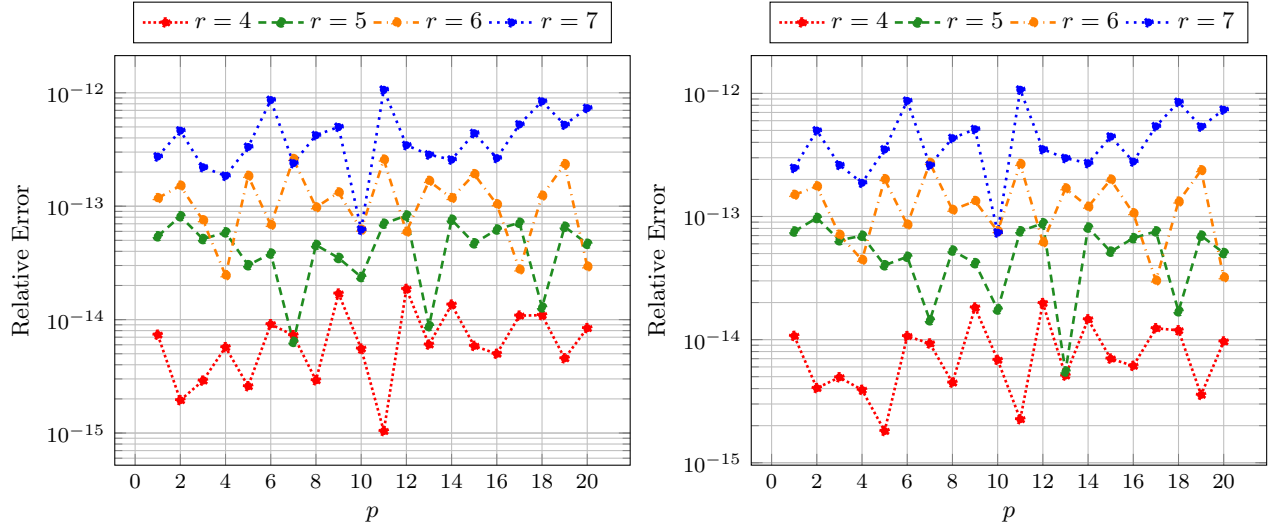 r = 4 r = 5 r = 6 r = 7
10⁻¹²
10⁻¹³
10⁻¹⁴
10⁻¹⁵
Relative Error
0 2 4 6 8 10 12 14 16 18 20
p
r = 4 r = 5 r = 6 r = 7
10⁻¹²
10⁻¹³
10⁻¹⁴
10⁻¹⁵
Relative Error
0 2 4 6 8 10 12 14 16 18 20
p